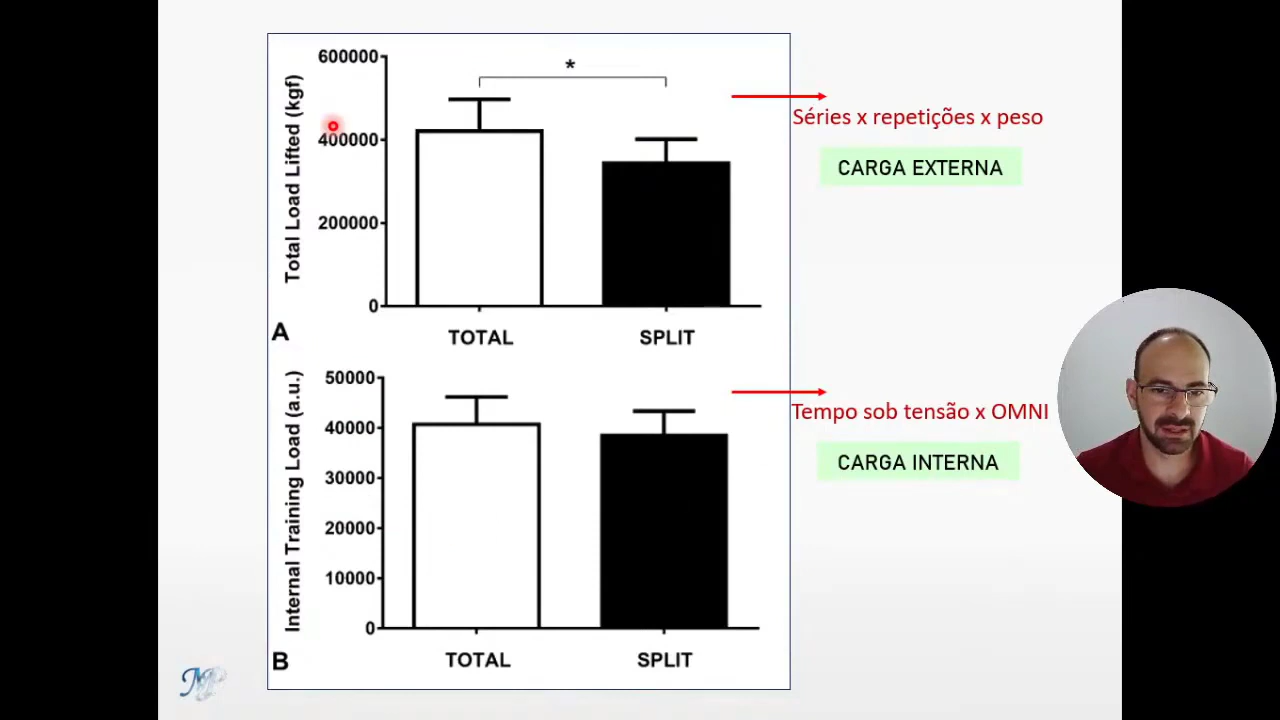 600000
*
400000
200000
0
Total Load Lifted (kgf)
TOTAL
SPLIT
A
Séries x repetições x peso
CARGA EXTERNA
50000
40000
30000
20000
10000
0
Internal Training Load (a.u.)
TOTAL
SPLIT
B
Tempo sob tensão x OMNI
CARGA INTERNA
MP